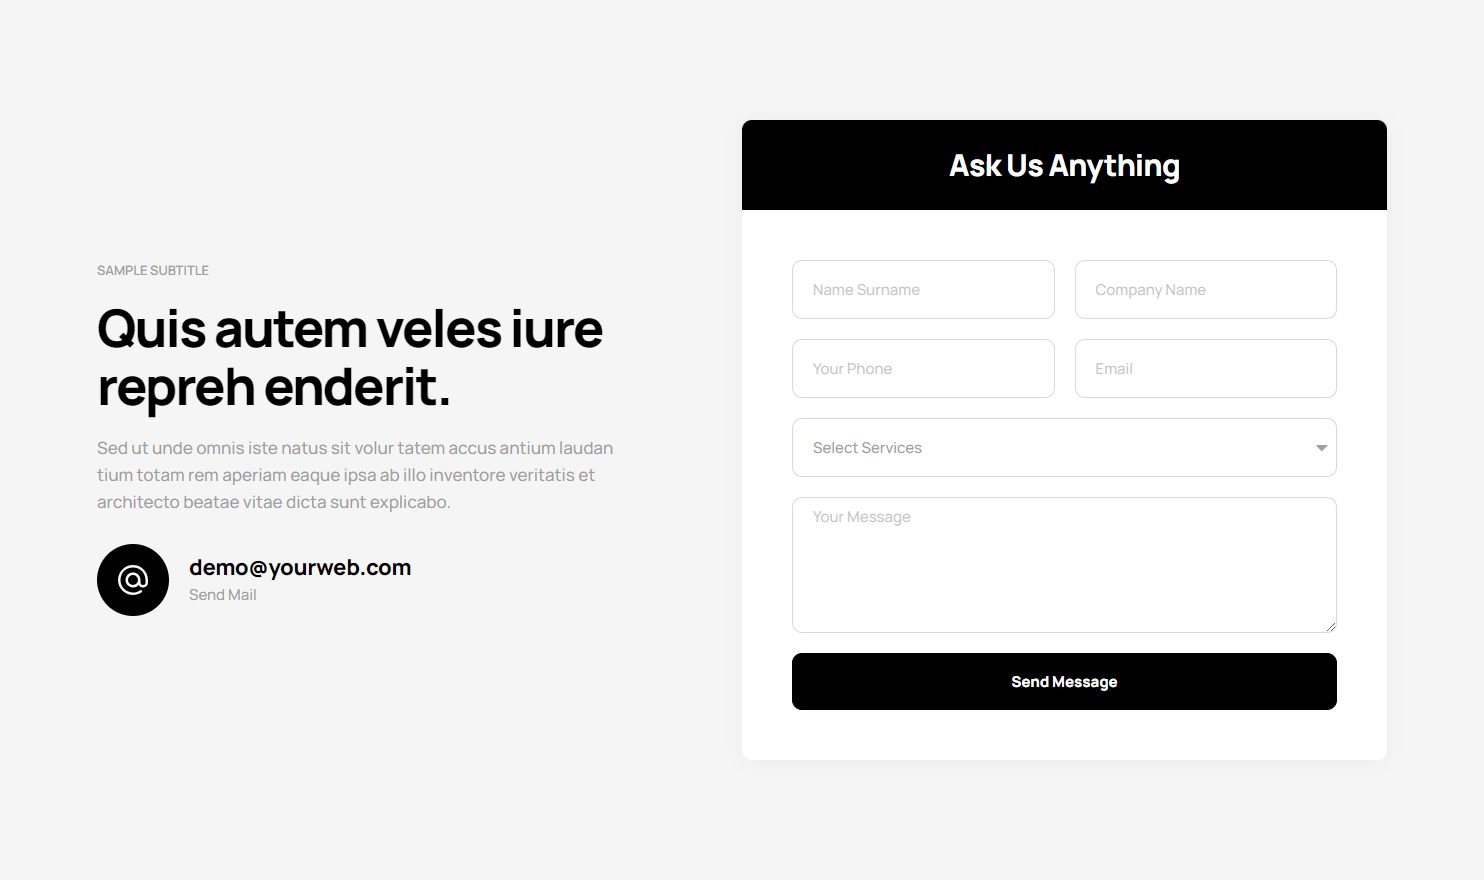 SAMPLE SUBTITLE
Quis autem veles iure
repreh enderit.
Sed ut unde omnis iste natus sit volur tatem accus antium laudan
tium totam rem aperiam eaque ipsa ab illo inventore veritatis et
architecto beatae vitae dicta sunt explicabo.
demo@yourweb.com
Send Mail
Ask Us Anything
Name Surname
Company Name
Your Phone
Email
Select Services
Your Message
Send Message